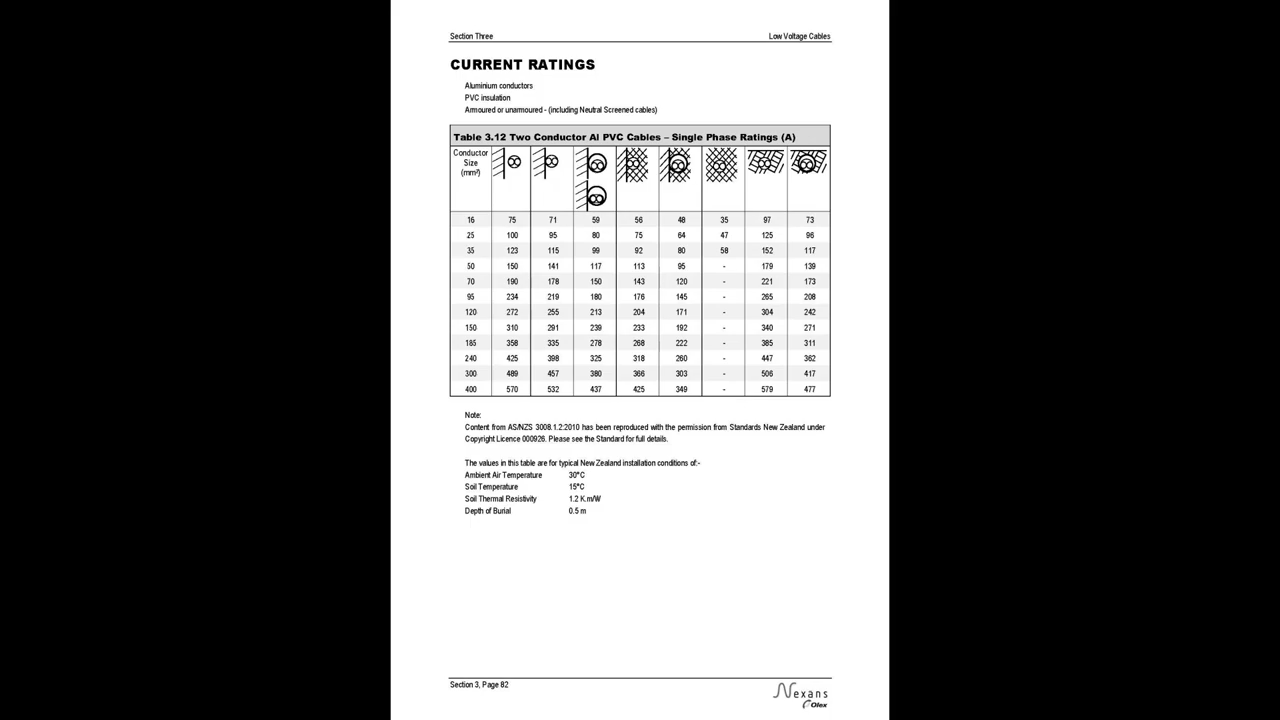 Section Three Low Voltage Cables
CURRENT RATINGS
Aluminium conductors
PVC insulation
Armoured or unarmoured - (including Neutral Screened cables)
Table 3.12 Two Conductor Al PVC Cables – Single Phase Ratings (A)
Conductor
Size
(mm²)
16 75 71 59 56 48 35 97 73
25 100 95 80 75 64 47 125 96
35 123 115 99 92 80 58 152 117
50 150 141 117 113 95 - 179 139
70 190 178 150 143 120 - 221 173
95 234 219 180 176 145 - 265 208
120 272 255 213 204 171 - 304 242
150 310 291 239 233 192 - 340 271
185 358 335 278 268 222 - 385 311
240 425 398 325 318 260 - 447 362
300 489 457 380 366 303 - 506 417
400 570 532 437 425 349 - 579 477
Note:
Content from AS/NZS 3008.1.2:2010 has been reproduced with the permission from Standards New Zealand under
Copyright Licence 000926. Please see the Standard for full details.
The values in this table are for typical New Zealand installation conditions of:-
Ambient Air Temperature 30°C
Soil Temperature 15°C
Soil Thermal Resistivity 1.2 K.m/W
Depth of Burial 0.5 m
Section 3, Page 82
Nexans
Olex